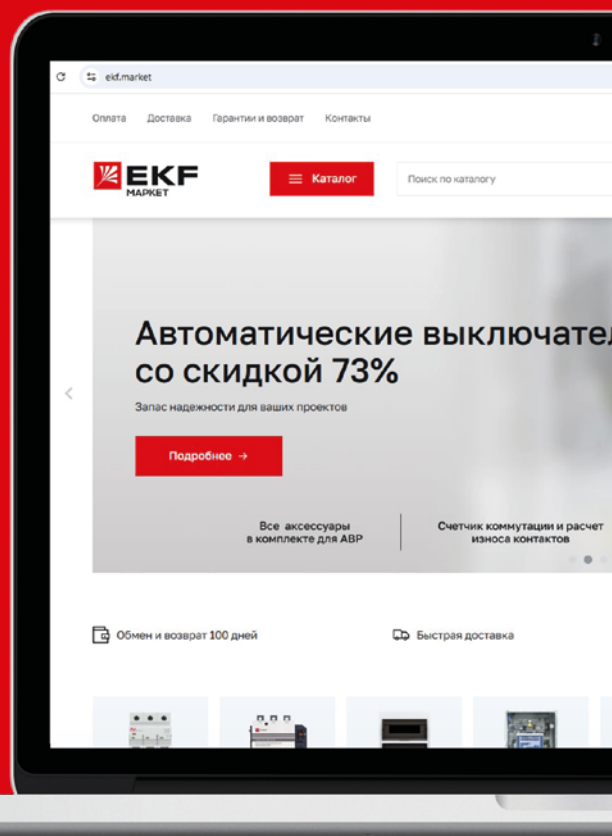 ekf.market
Оплата Доставка Гарантии и возврат Контакты
EKF
МАРКЕТ
Каталог
Поиск по каталогу
Автоматические выключател
со скидкой 73%
Запас надежности для ваших проектов
Подробнее →
Все аксессуары
в комплекте для АВР
Счетчик коммутации и расчет
износа контактов
Обмен и возврат 100 дней
Быстрая доставка